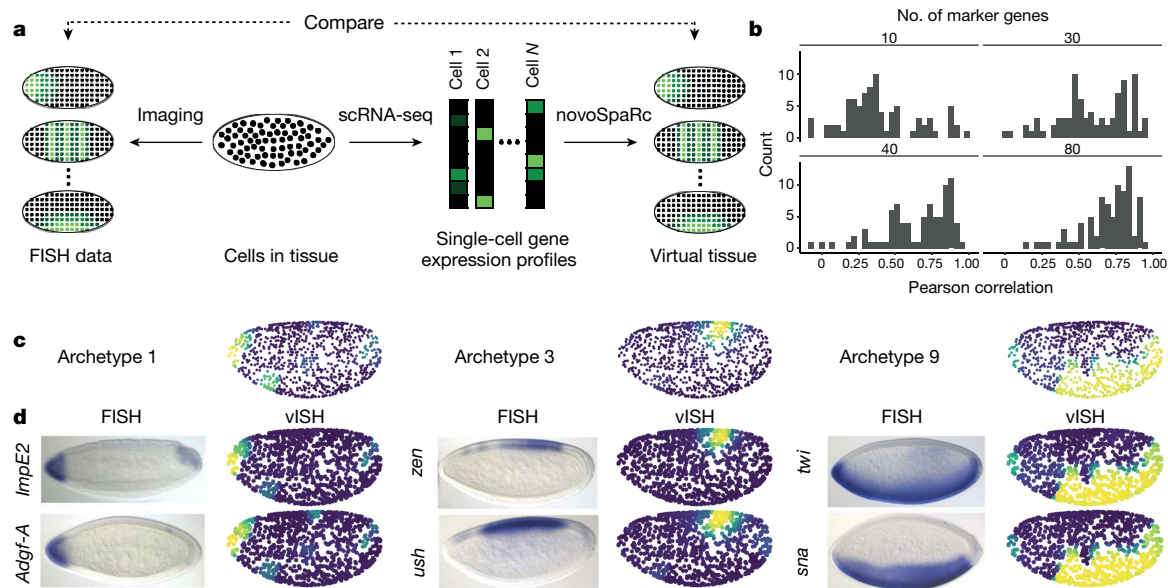 a
Compare
Imaging
scRNA-seq
Cell 1
Cell 2
Cell N
novoSpaRc
FISH data
Cells in tissue
Single-cell gene
expression profiles
Virtual tissue
b
No. of marker genes
10
30
Count
10
5
0
40
80
10
5
0
0
0.25
0.50
0.75
1.00
0
0.25
0.50
0.75
1.00
Pearson correlation
c
Archetype 1
Archetype 3
Archetype 9
d
FISH
vISH
FISH
vISH
FISH
vISH
ImpE2
zen
twi
Adgf-A
ush
sna